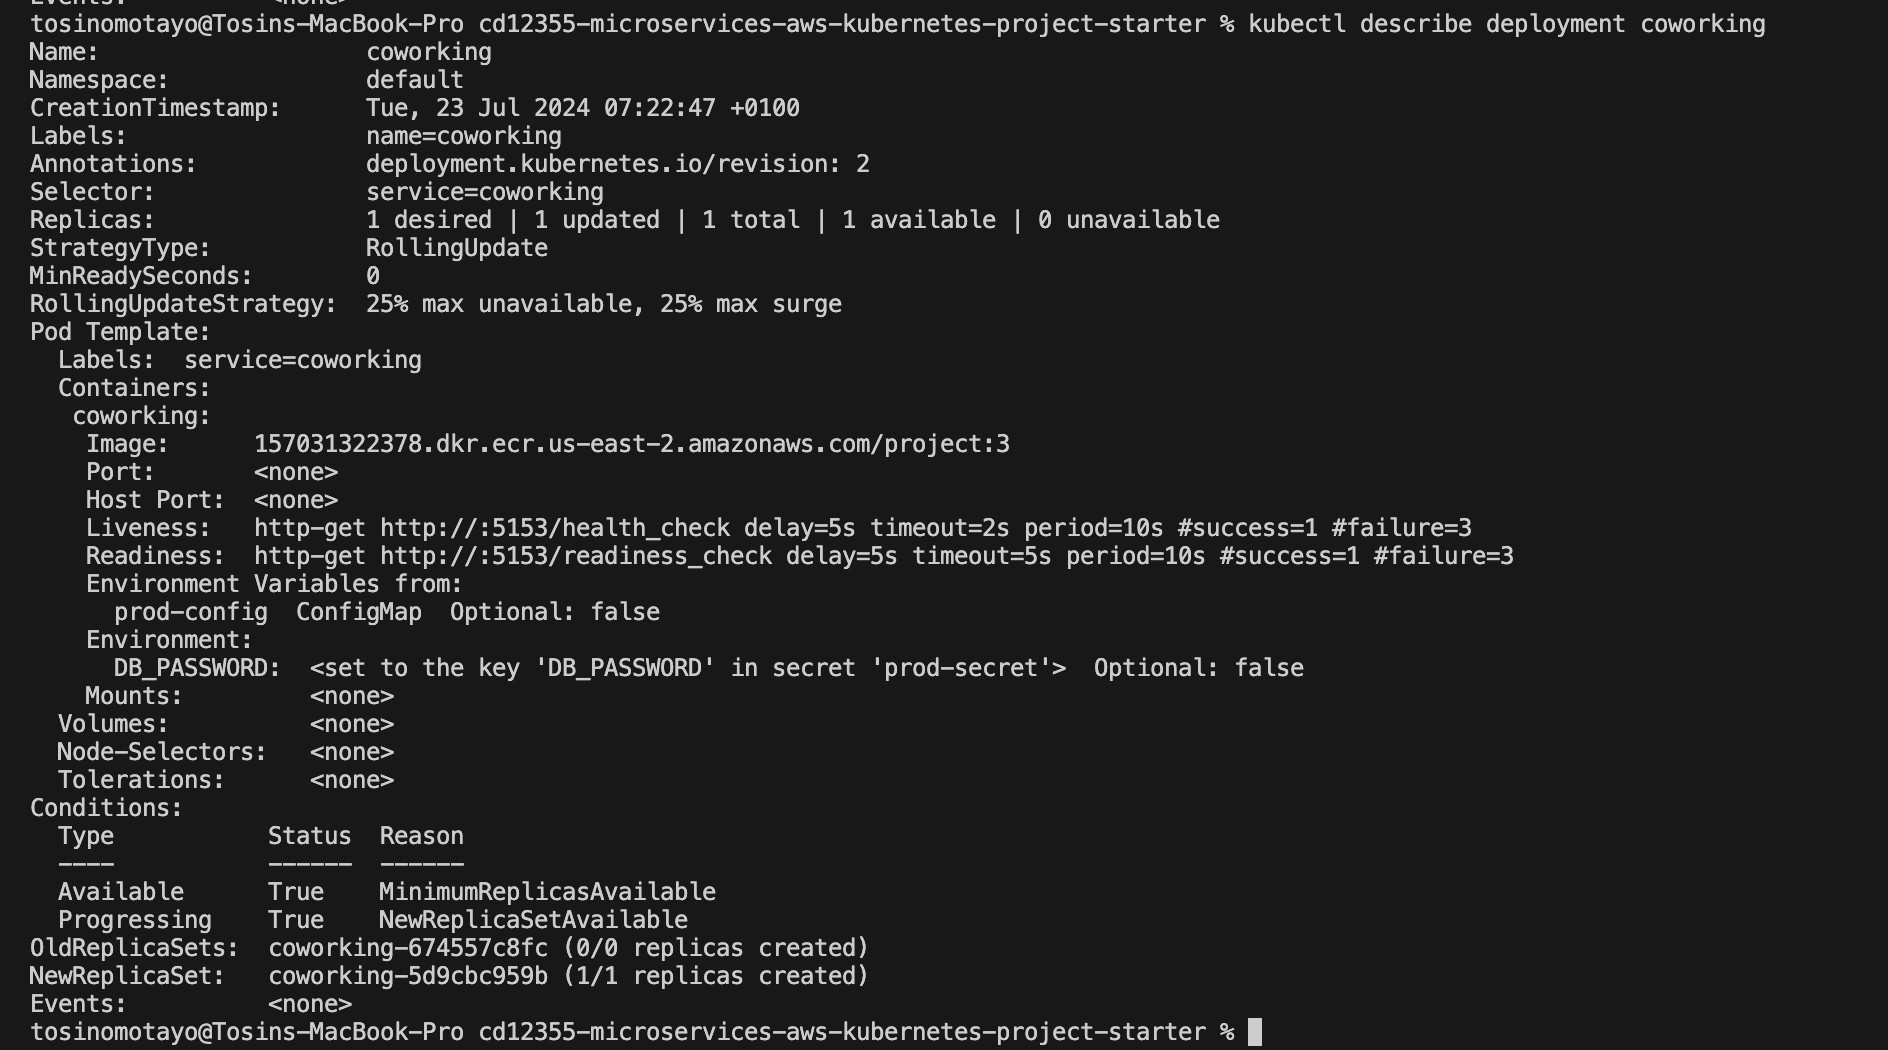 Events: <none>
tosinomotayo@Tosins-MacBook-Pro cd12355-microservices-aws-kubernetes-project-starter % kubectl describe deployment coworking
Name:                   coworking
Namespace:              default
CreationTimestamp:      Tue, 23 Jul 2024 07:22:47 +0100
Labels:                 name=coworking
Annotations:            deployment.kubernetes.io/revision: 2
Selector:               service=coworking
Replicas:               1 desired | 1 updated | 1 total | 1 available | 0 unavailable
StrategyType:           RollingUpdate
MinReadySeconds:        0
RollingUpdateStrategy:  25% max unavailable, 25% max surge
Pod Template:
  Labels:  service=coworking
  Containers:
   coworking:
    Image:      157031322378.dkr.ecr.us-east-2.amazonaws.com/project:3
    Port:       <none>
    Host Port:  <none>
    Liveness:   http-get http://:5153/health_check delay=5s timeout=2s period=10s #success=1 #failure=3
    Readiness:  http-get http://:5153/readiness_check delay=5s timeout=5s period=10s #success=1 #failure=3
    Environment Variables from:
      prod-config  ConfigMap  Optional: false
    Environment:
      DB_PASSWORD:  <set to the key 'DB_PASSWORD' in secret 'prod-secret'>  Optional: false
    Mounts:         <none>
  Volumes:          <none>
  Node-Selectors:   <none>
  Tolerations:      <none>
Conditions:
  Type           Status  Reason
  ----           ------  ------
  Available      True    MinimumReplicasAvailable
  Progressing    True    NewReplicaSetAvailable
OldReplicaSets:  coworking-674557c8fc (0/0 replicas created)
NewReplicaSet:   coworking-5d9cbc959b (1/1 replicas created)
Events:          <none>
tosinomotayo@Tosins-MacBook-Pro cd12355-microservices-aws-kubernetes-project-starter %